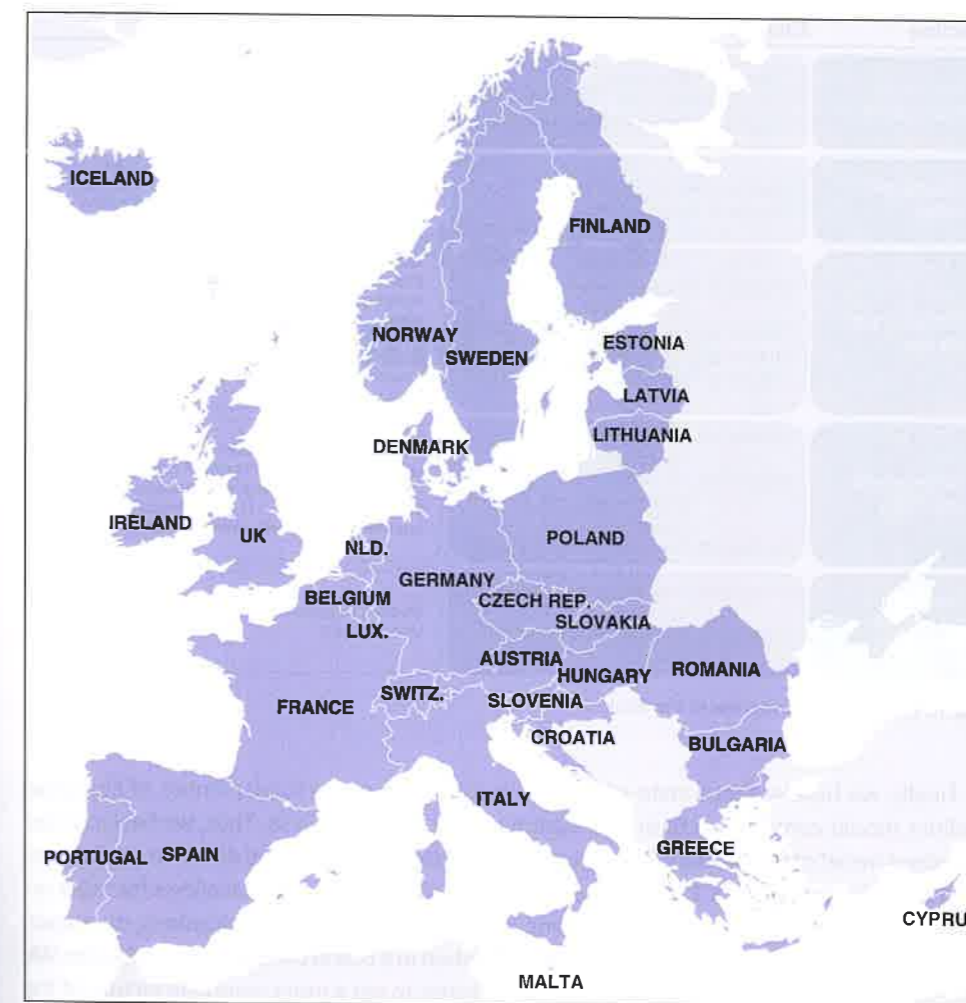 ICELAND
FINLAND
NORWAY
SWEDEN
ESTONIA
LATVIA
LITHUANIA
DENMARK
IRELAND
UK
NLD.
POLAND
GERMANY
BELGIUM
CZECH REP.
SLOVAKIA
LUX.
AUSTRIA
HUNGARY
ROMANIA
SWITZ.
SLOVENIA
FRANCE
CROATIA
BULGARIA
ITALY
PORTUGAL
SPAIN
GREECE
CYPRU
MALTA